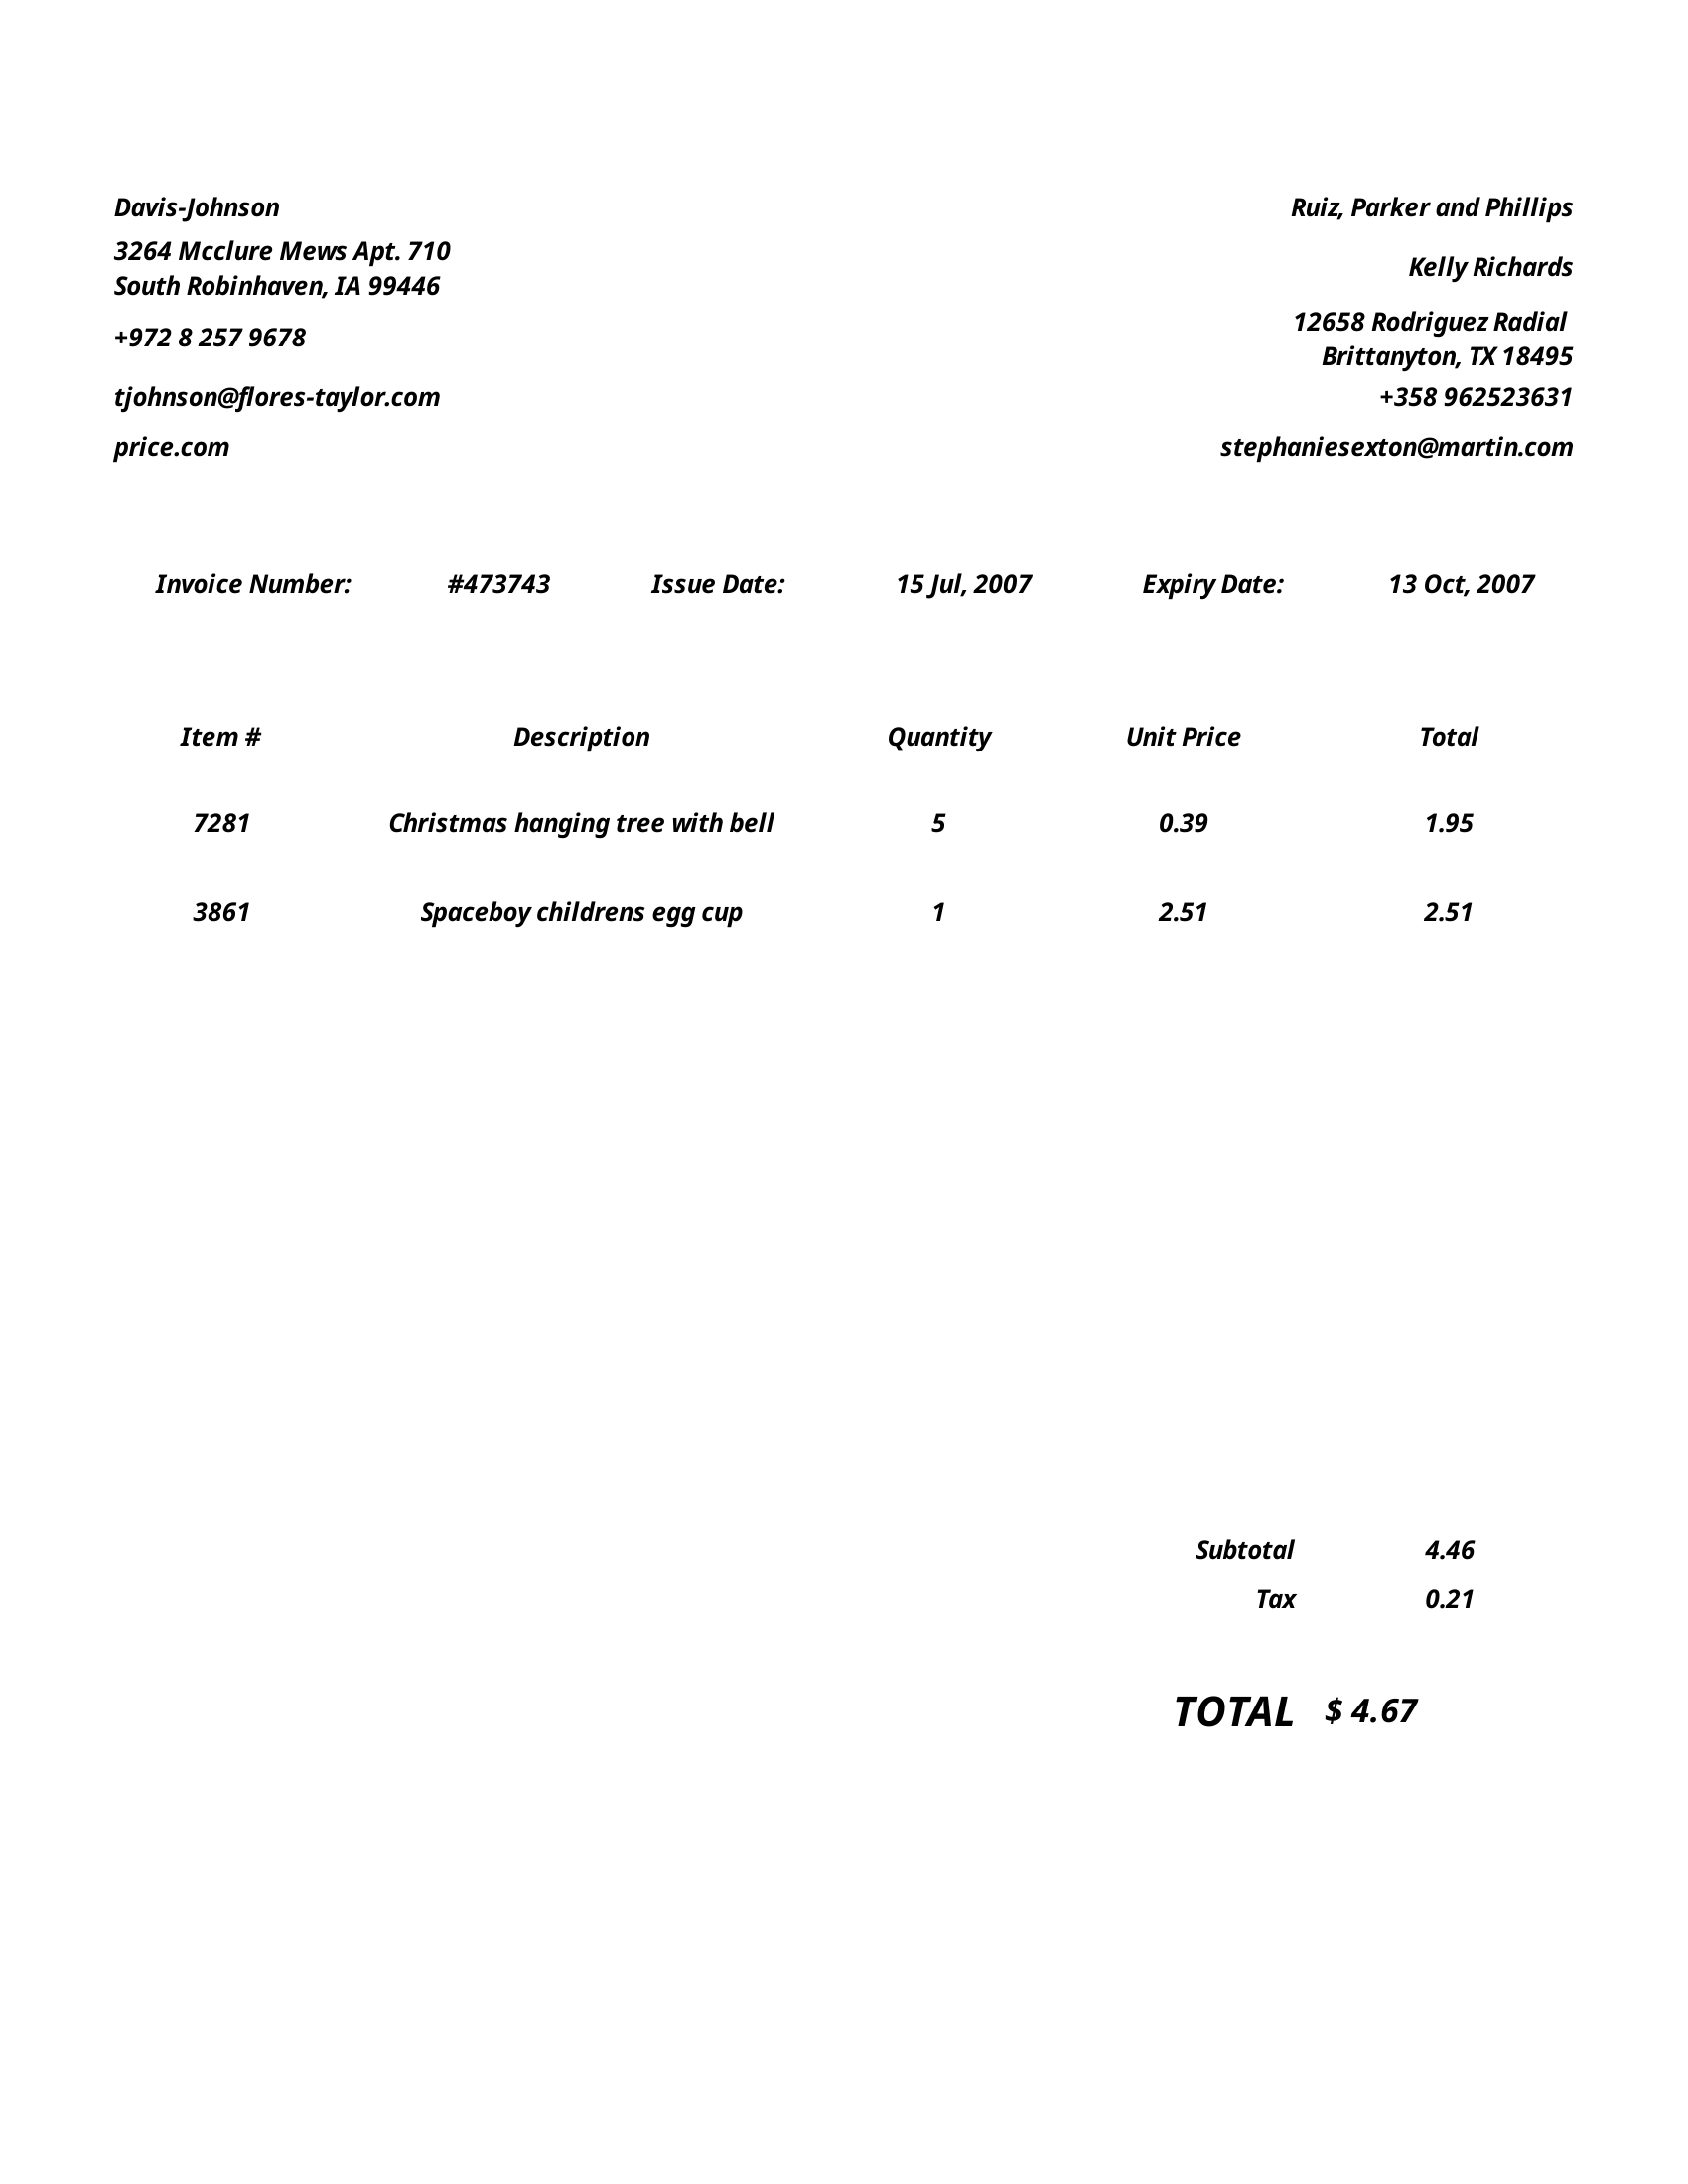 Davis-Johnson
3264 Mcclure Mews Apt. 710
South Robinhaven, IA 99446
+972 8 257 9678
tjohnson@flores-taylor.com
price.com
Ruiz, Parker and Phillips
Kelly Richards
12658 Rodriguez Radial
Brittanyton, TX 18495
+358 962523631
stephaniesexton@martin.com
Invoice Number: #473743 Issue Date: 15 Jul, 2007 Expiry Date: 13 Oct, 2007
Item # Description Quantity Unit Price Total
7281 Christmas hanging tree with bell 5 0.39 1.95
3861 Spaceboy childrens egg cup 1 2.51 2.51
Subtotal 4.46
Tax 0.21
TOTAL $ 4.67